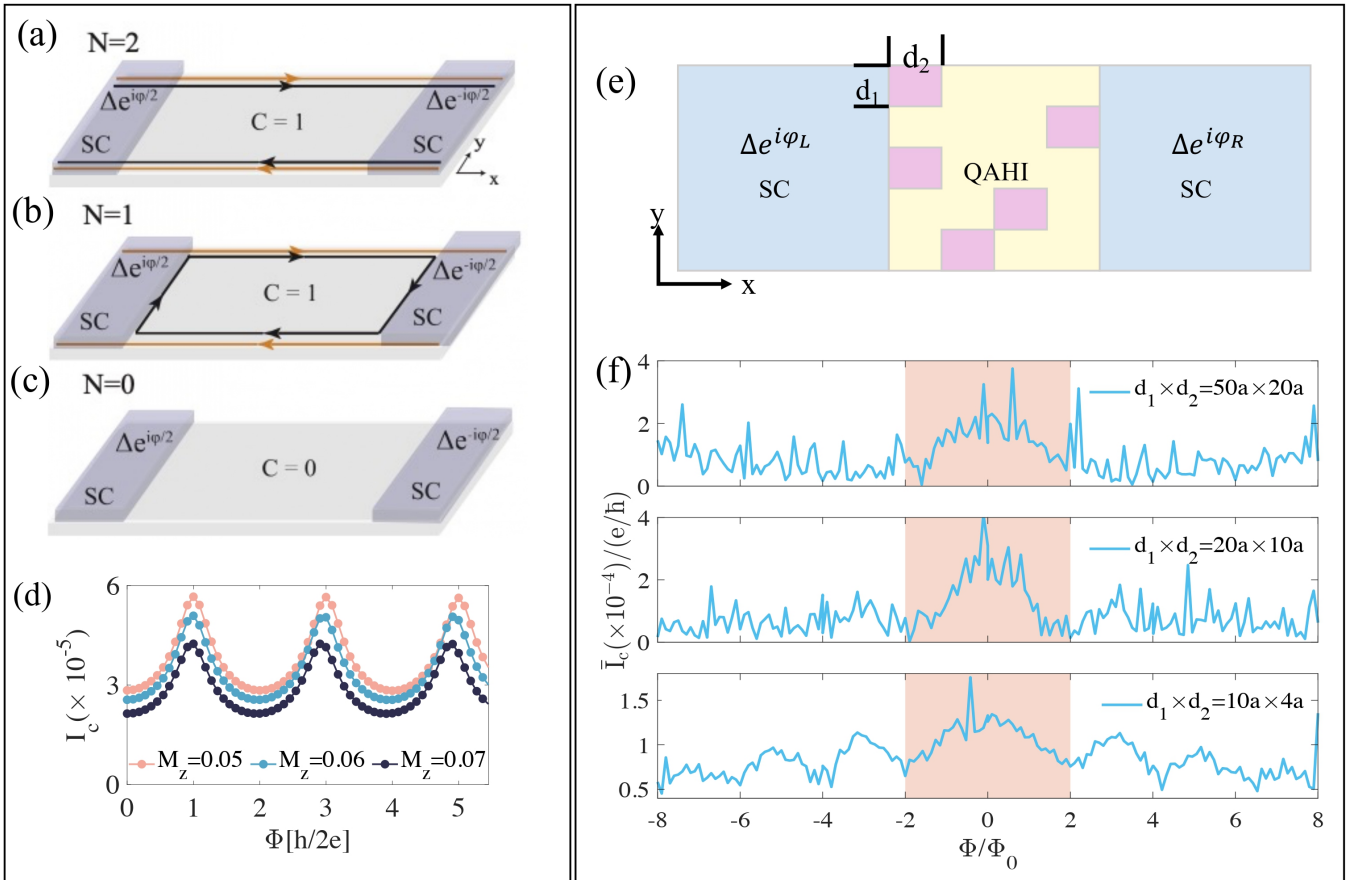 (a)
N=2
Δe^{iφ/2}
Δe^{-iφ/2}
C = 1
SC
SC
y
x
(b)
N=1
Δe^{iφ/2}
Δe^{-iφ/2}
C = 1
SC
SC
(c)
N=0
Δe^{iφ/2}
Δe^{-iφ/2}
C = 0
SC
SC
(d)
6
3
0
I_c(× 10^{-5})
M_z=0.05 M_z=0.06 M_z=0.07
0 1 2 3 4 5
Φ[h/2e]
(e)
d_2
d_1
Δe^{iφ_L}
Δe^{iφ_R}
SC
QAHI
SC
y
x
(f)
4
2
0
d_1×d_2=50a×20a
4
2
0
d_1×d_2=20a×10a
Ī_c(×10^{-4})/(e/ħ)
1.5
1
0.5
d_1×d_2=10a×4a
-8 -6 -4 -2 0 2 4 6 8
Φ/Φ_0